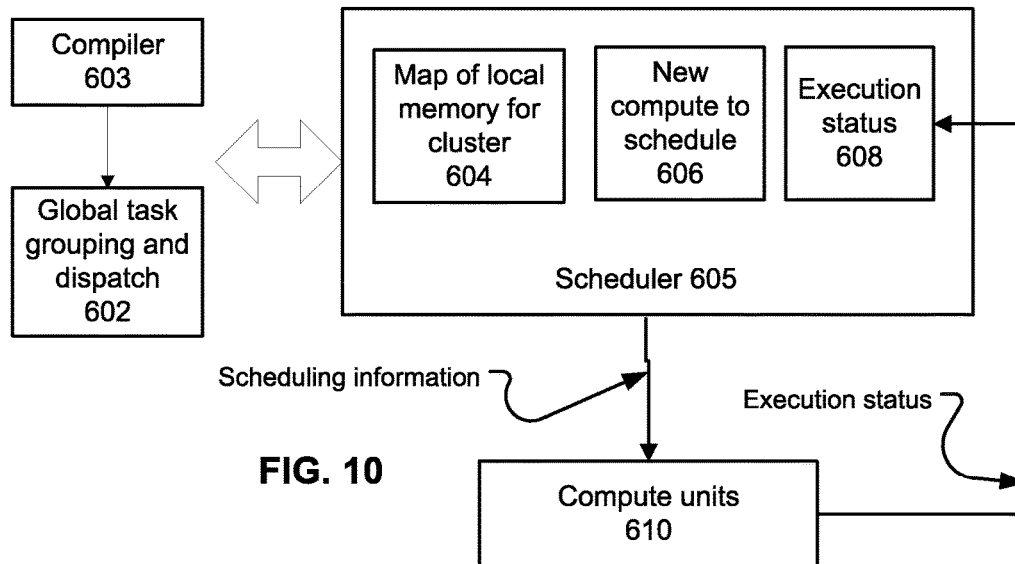 Compiler
603
Global task
grouping and
dispatch
602
Map of local
memory for
cluster
604
New
compute to
schedule
606
Execution
status
608
Scheduler 605
Scheduling information
Execution status
FIG. 10
Compute units
610